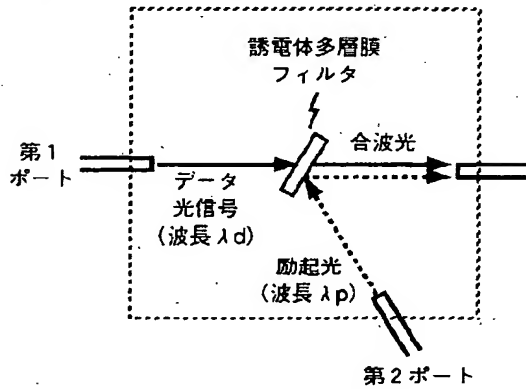 誘電体多層膜
フィルタ
第1
ポート
合波光
データ
光信号
(波長λd)
励起光
(波長λp)
第2ポート